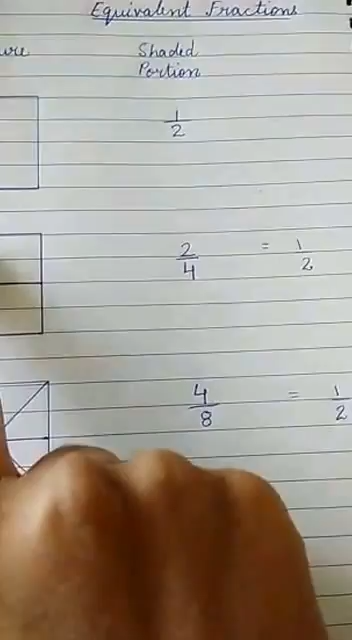 Equivalent Fractions
Shaded
Portion
1/2
2/4 = 1/2
4/8 = 1/2